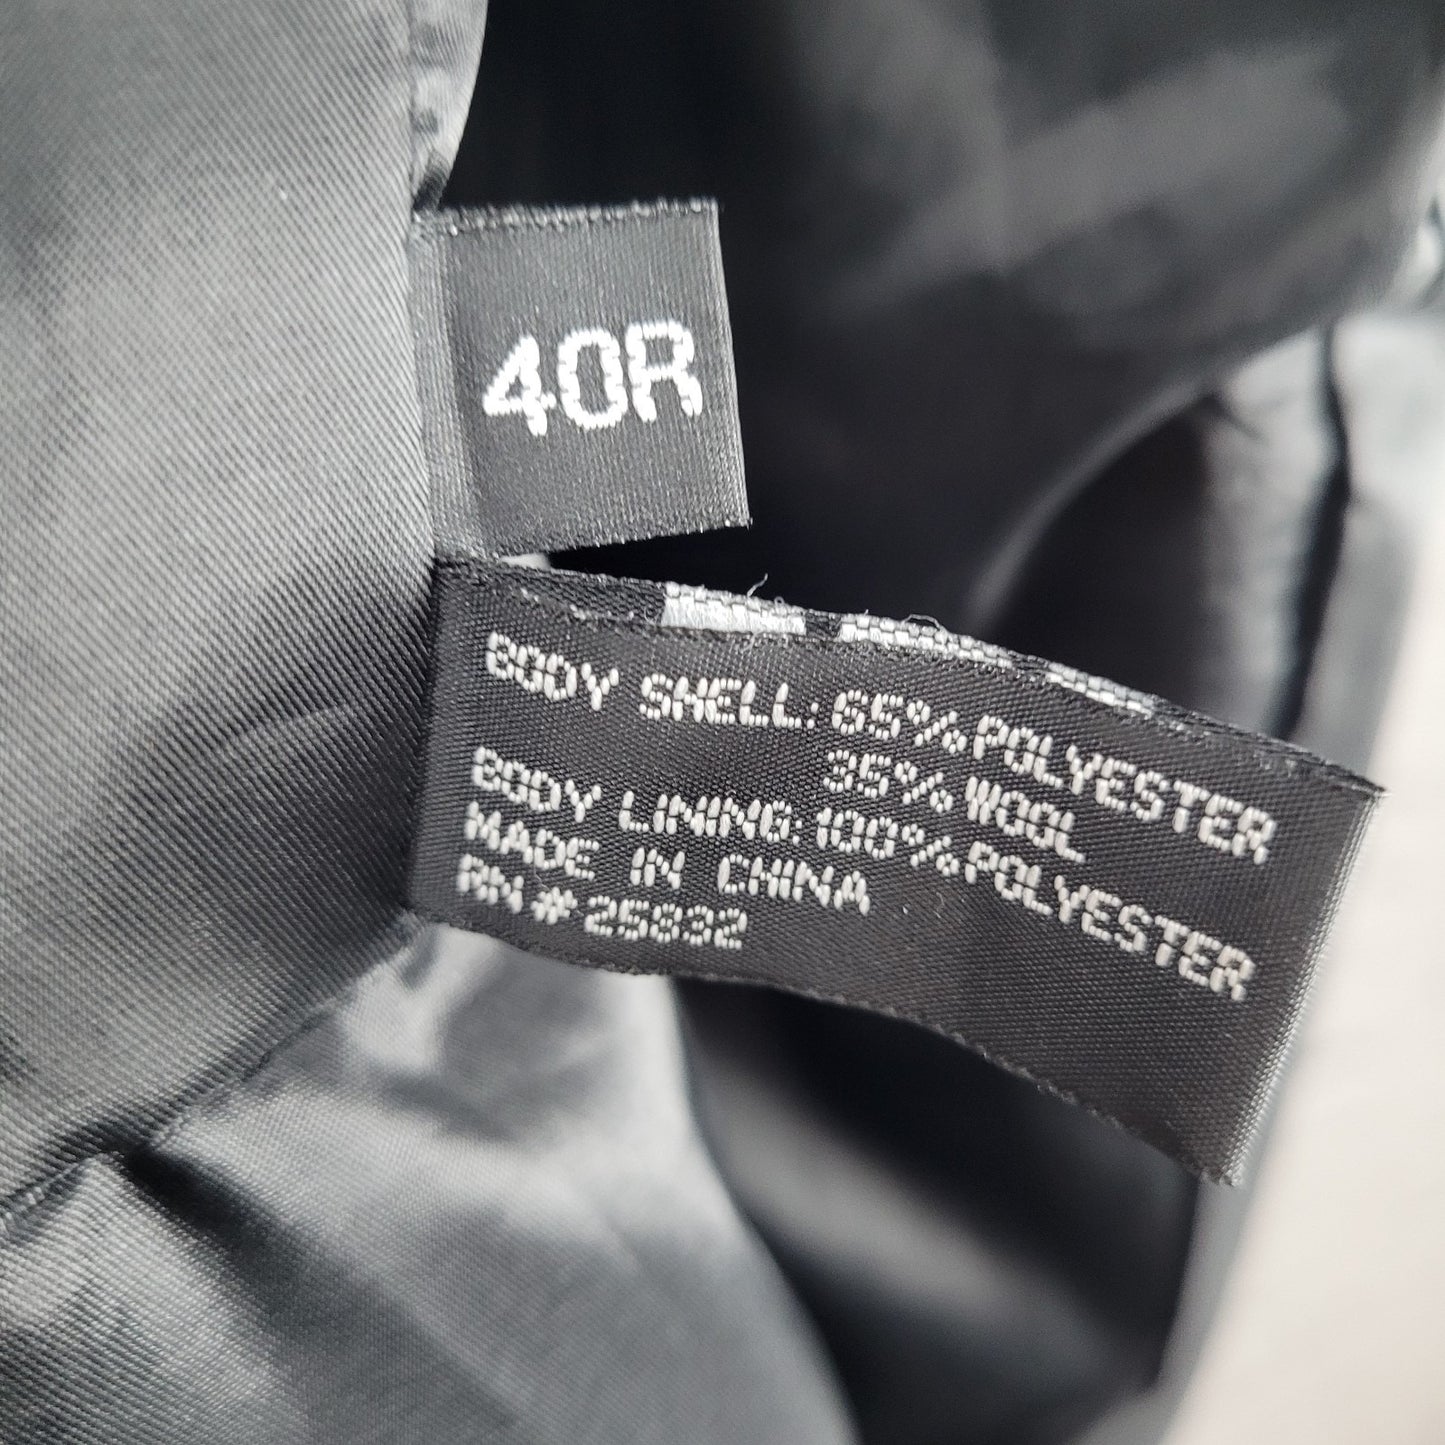 40R
BODY SHELL: 65% POLYESTER
35% WOOL
BODY LINING: 100% POLYESTER
MADE IN CHINA
RN # 25832